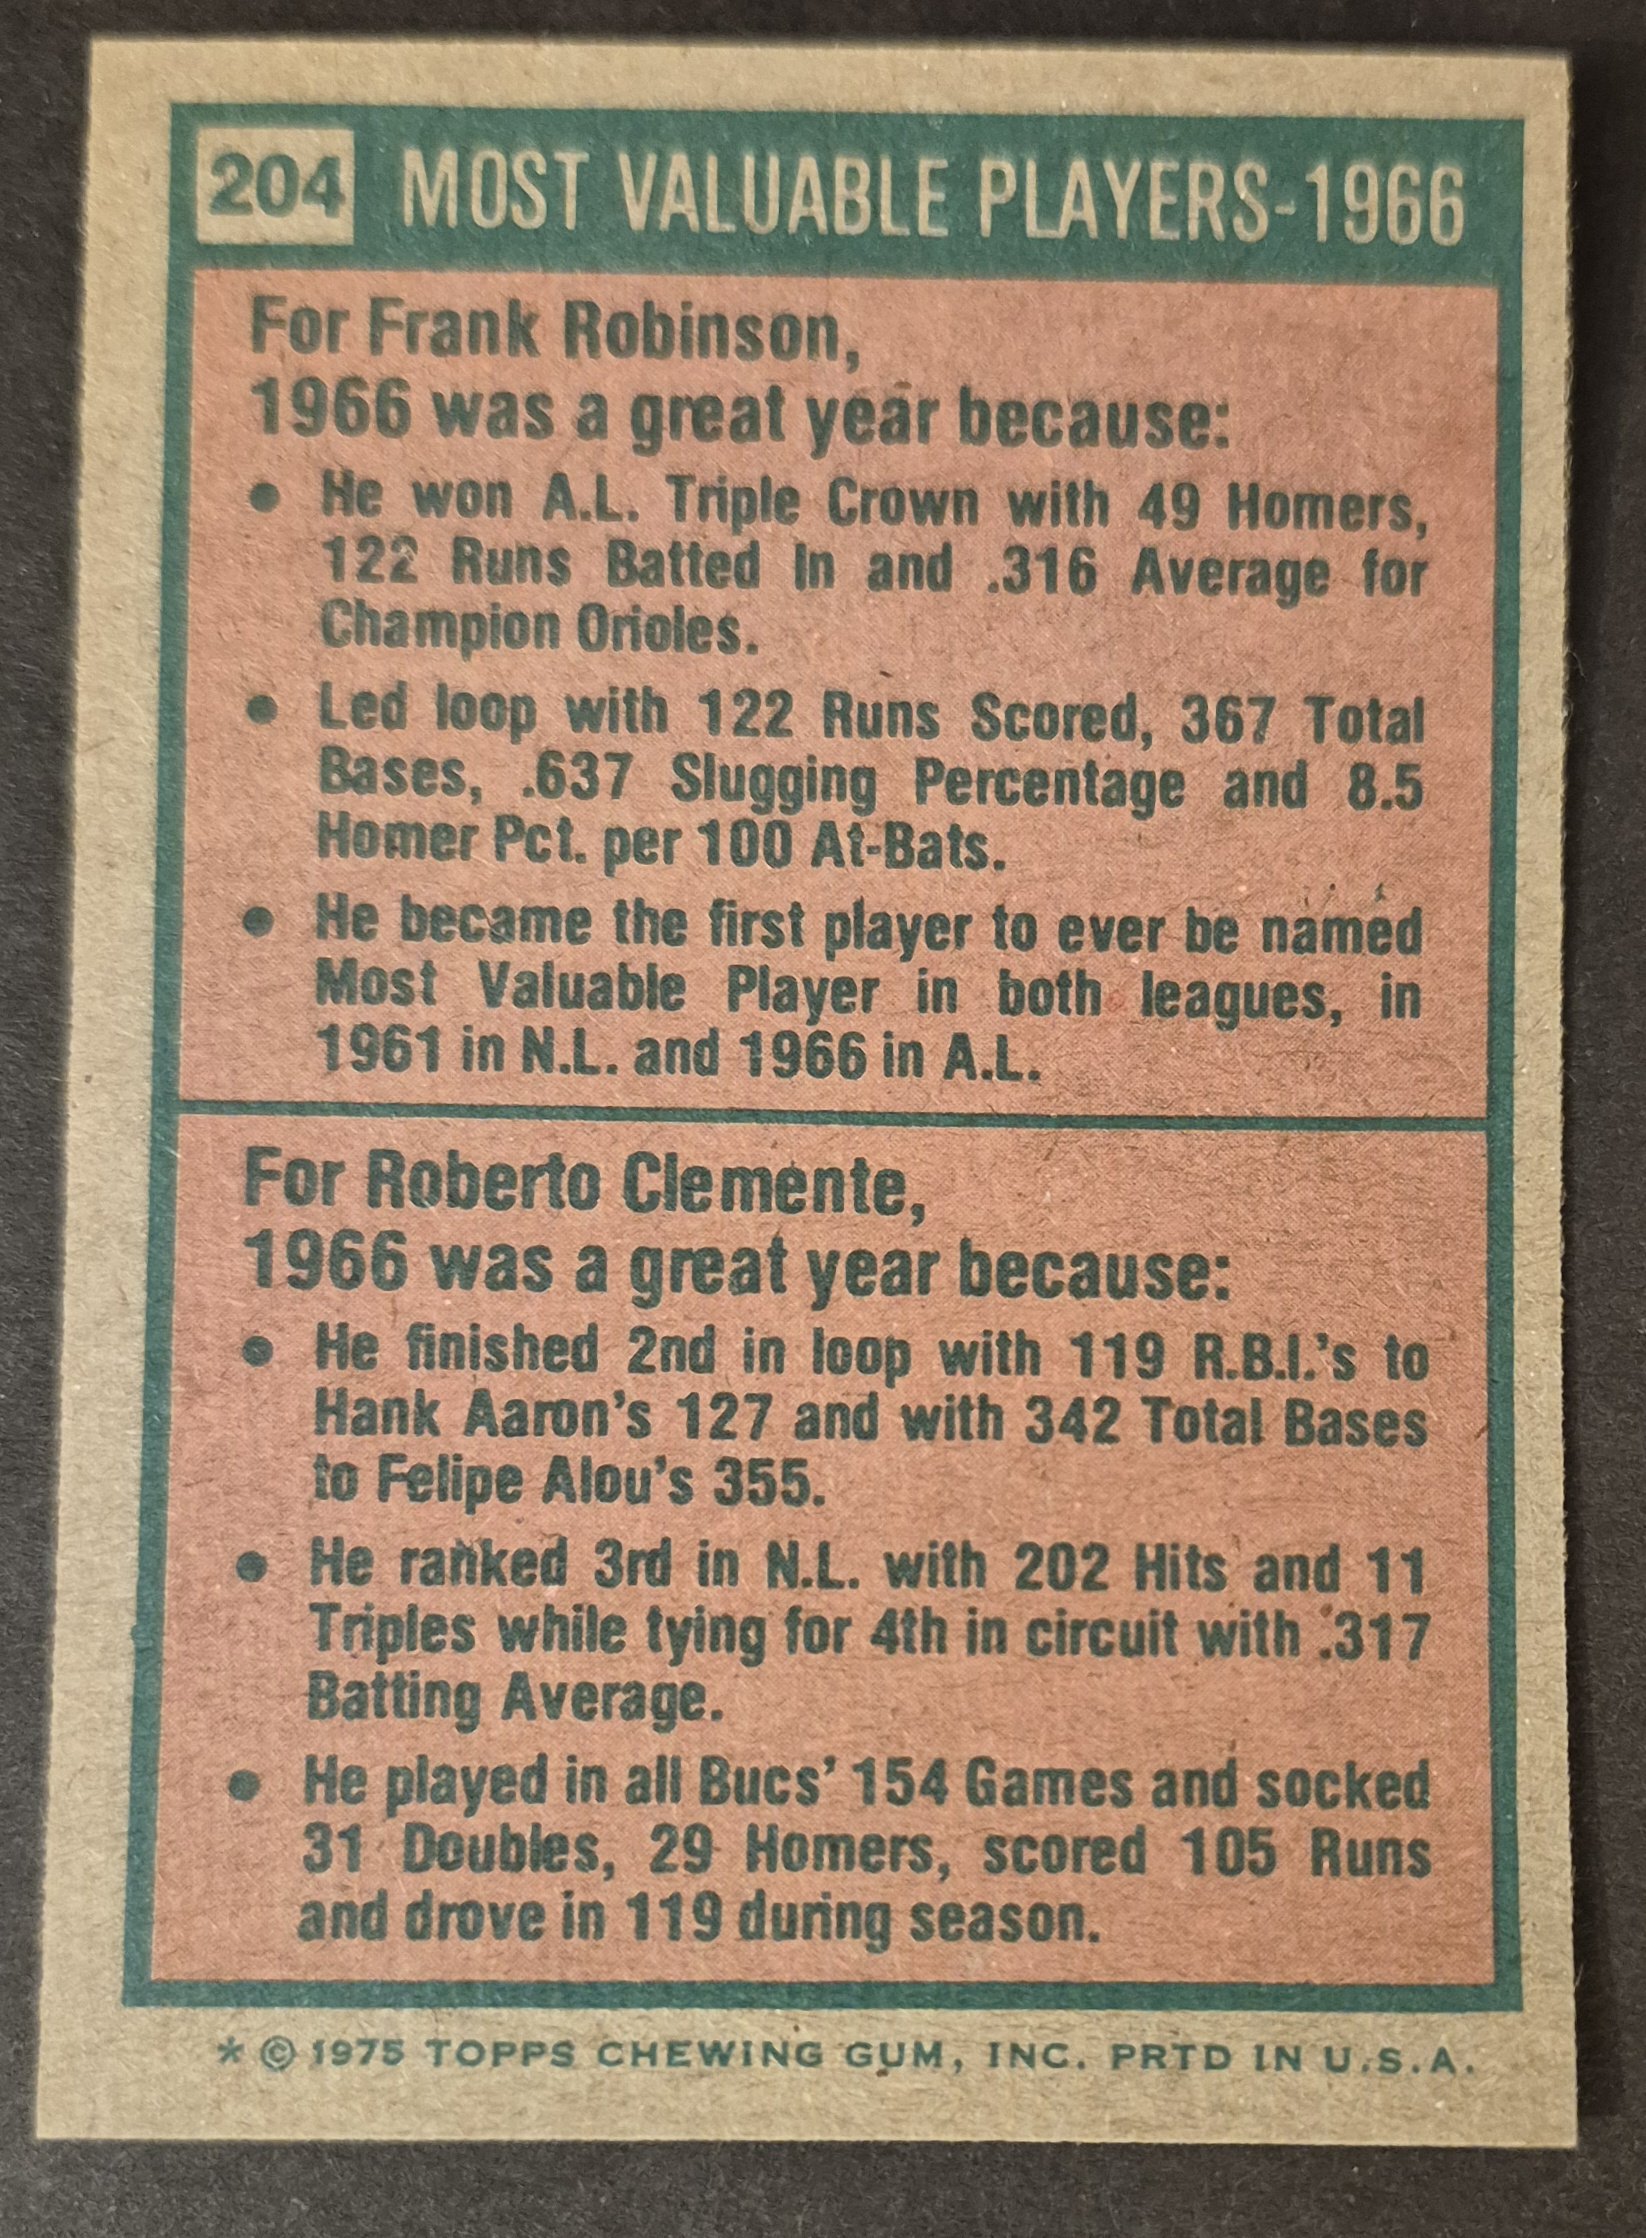 204 MOST VALUABLE PLAYERS-1966
For Frank Robinson,
1966 was a great year because:
• He won A.L. Triple Crown with 49 Homers,
122 Runs Batted In and .316 Average for
Champion Orioles.
• Led loop with 122 Runs Scored, 367 Total
Bases, .637 Slugging Percentage and 8.5
Homer Pct. per 100 At-Bats.
• He became the first player to ever be named
Most Valuable Player in both leagues, in
1961 in N.L. and 1966 in A.L.
For Roberto Clemente,
1966 was a great year because:
• He finished 2nd in loop with 119 R.B.I.'s to
Hank Aaron's 127 and with 342 Total Bases
to Felipe Alou's 355.
• He ranked 3rd in N.L. with 202 Hits and 11
Triples while tying for 4th in circuit with .317
Batting Average.
• He played in all Bucs' 154 Games and socked
31 Doubles, 29 Homers, scored 105 Runs
and drove in 119 during season.
* © 1975 TOPPS CHEWING GUM, INC. PRTD IN U.S.A.